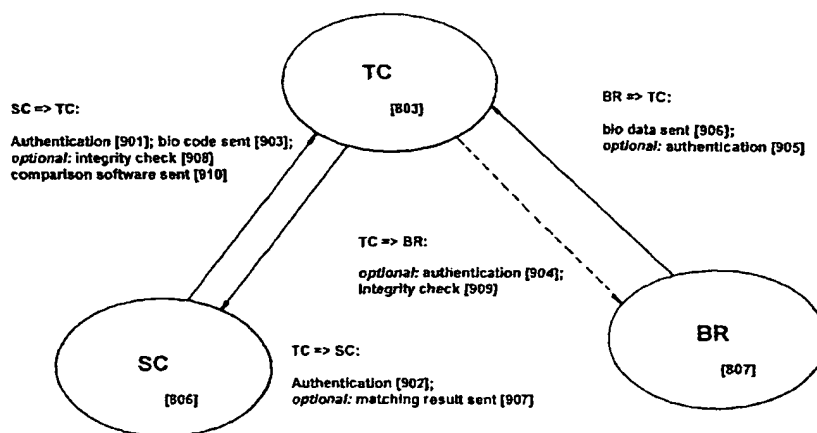 TC
[803]
SC => TC:
Authentication [901]; bio code sent [903];
optional: integrity check [908]
comparison software sent [910]
BR => TC:
bio data sent [906];
optional: authentication [905]
TC => BR:
optional: authentication [904];
integrity check [909]
SC
[806]
TC => SC:
Authentication [902];
optional: matching result sent [907]
BR
[807]